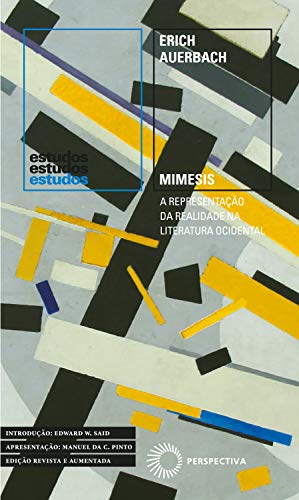 ERICH
AUERBACH
estudos
estudos
estudos
MIMESIS
A REPRESENTAÇÃO
DA REALIDADE NA
LITERATURA OCIDENTAL
INTRODUÇÃO: EDWARD W. SAID
APRESENTAÇÃO: MANUEL DA C. PINTO
EDIÇÃO REVISTA E AUMENTADA
PERSPECTIVA